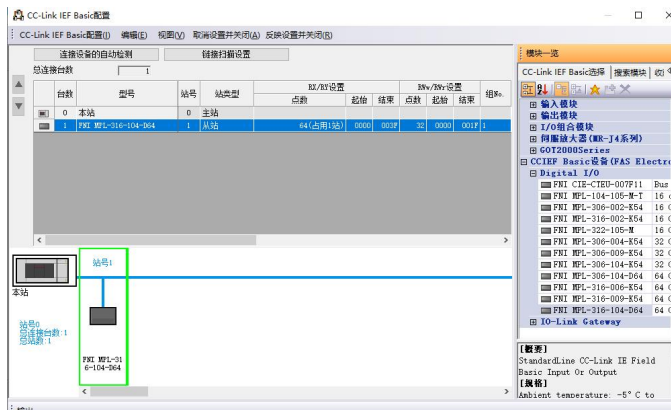 CC-Link IEF Basic配置
CC-Link IEF Basic配置(I) 编辑(E) 视图(V) 取消设置并关闭(A) 反映设置并关闭(R)
连接设备的自动检测 链接扫描设置
总连接台数 1
台数 型号 站号 站类型 RX/RY设置 RWw/RWr设置 组No.
点数 起始 结束 点数 起始 结束
0 本站 0 主站
1 FNI MPL-316-104-D64 1 从站 64(占用1站) 0000 003F 32 0000 001F 1
站号1
本站
站号0
总连接台数:1
总站数:1
FNI MPL-31
6-104-D64
模块一览
CC-Link IEF Basic选择 搜索模块 收
输入模块
输出模块
I/O组合模块
伺服放大器(MR-J4系列)
GOT2000Series
CCIEF Basic设备(FAS Electro
Digital I/O
FNI CIE-CTEU-007F11 Bus
FNI MPL-104-105-M-T 16
FNI MPL-306-002-K54 16
FNI MPL-316-002-K54 16
FNI MPL-322-105-M 16
FNI MPL-306-004-K54 32
FNI MPL-306-009-K54 32
FNI MPL-316-104-K54 32
FNI MPL-306-104-D64 64
FNI MPL-316-006-K54 64
FNI MPL-316-009-K54 64
FNI MPL-316-104-D64 64
IO-Link Gateway
[概要]
StandardLine CC-Link IE Field
Basic Input Or Output
[规格]
Ambient temperature: -5°C to